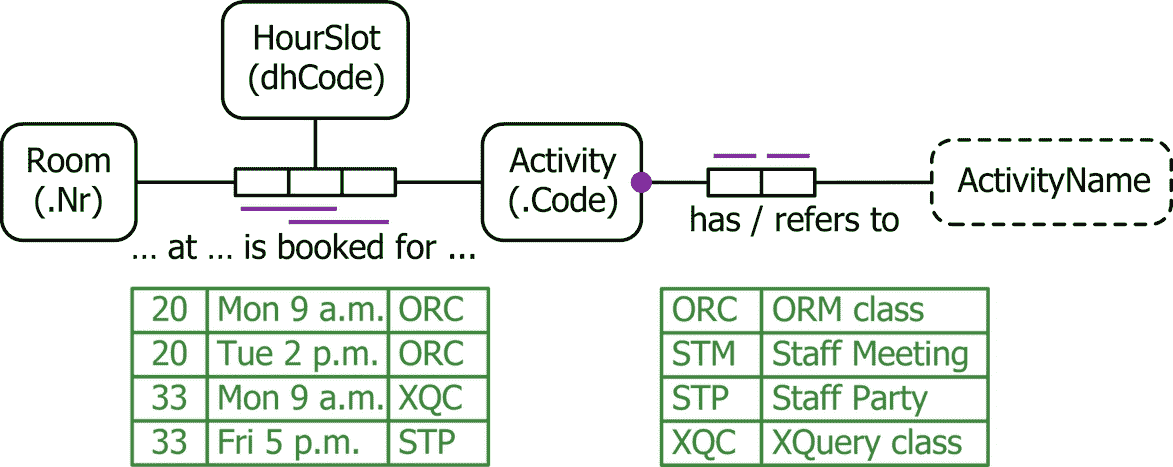 HourSlot
(dhCode)
Room
(.Nr)
Activity
(.Code)
ActivityName
... at ... is booked for ...
has / refers to
20 Mon 9 a.m. ORC
20 Tue 2 p.m. ORC
33 Mon 9 a.m. XQC
33 Fri 5 p.m. STP
ORC ORM class
STM Staff Meeting
STP Staff Party
XQC XQuery class